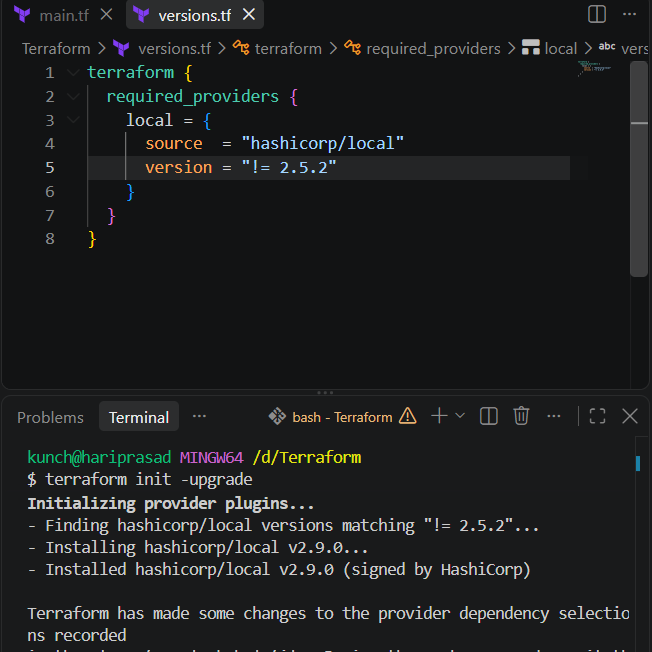 main.tf versions.tf
Terraform > versions.tf > terraform > required_providers > local > abc vers
1 terraform {
2   required_providers {
3     local = {
4       source  = "hashicorp/local"
5       version = "!= 2.5.2"
6     }
7   }
8 }
Problems Terminal ... bash - Terraform
kunch@hariprasad MINGW64 /d/Terraform
$ terraform init -upgrade
Initializing provider plugins...
- Finding hashicorp/local versions matching "!= 2.5.2"...
- Installing hashicorp/local v2.9.0...
- Installed hashicorp/local v2.9.0 (signed by HashiCorp)
Terraform has made some changes to the provider dependency selectio
ns recorded